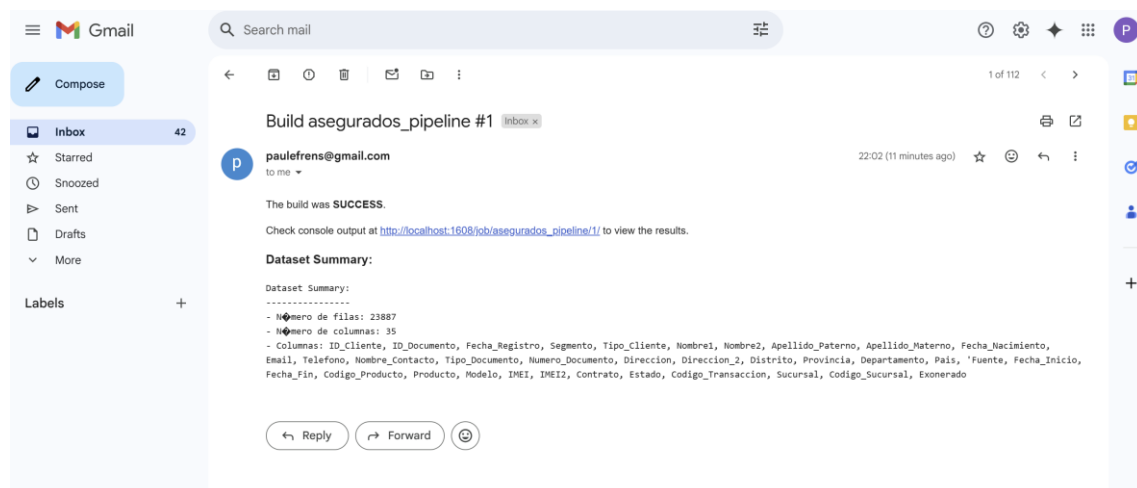 Gmail
Search mail
P
Compose
1 of 112
31
Build asegurados_pipeline #1 Inbox ×
Inbox 42
Starred
p
paulefrens@gmail.com
22:02 (11 minutes ago)
to me
Snoozed
Sent
The build was SUCCESS.
Drafts
Check console output at http://localhost:1608/job/asegurados_pipeline/1/ to view the results.
More
Dataset Summary:
Dataset Summary:
----------------
Labels +
- N�mero de filas: 23887
- N�mero de columnas: 35
- Columnas: ID_Cliente, ID_Documento, Fecha_Registro, Segmento, Tipo_Cliente, Nombre1, Nombre2, Apellido_Paterno, Apellido_Materno, Fecha_Nacimiento,
Email, Telefono, Nombre_Contacto, Tipo_Documento, Numero_Documento, Direccion, Direccion_2, Distrito, Provincia, Departamento, Pais, 'Fuente, Fecha_Inicio,
Fecha_Fin, Codigo_Producto, Producto, Modelo, IMEI, IMEI2, Contrato, Estado, Codigo_Transaccion, Sucursal, Codigo_Sucursal, Exonerado
Reply
Forward